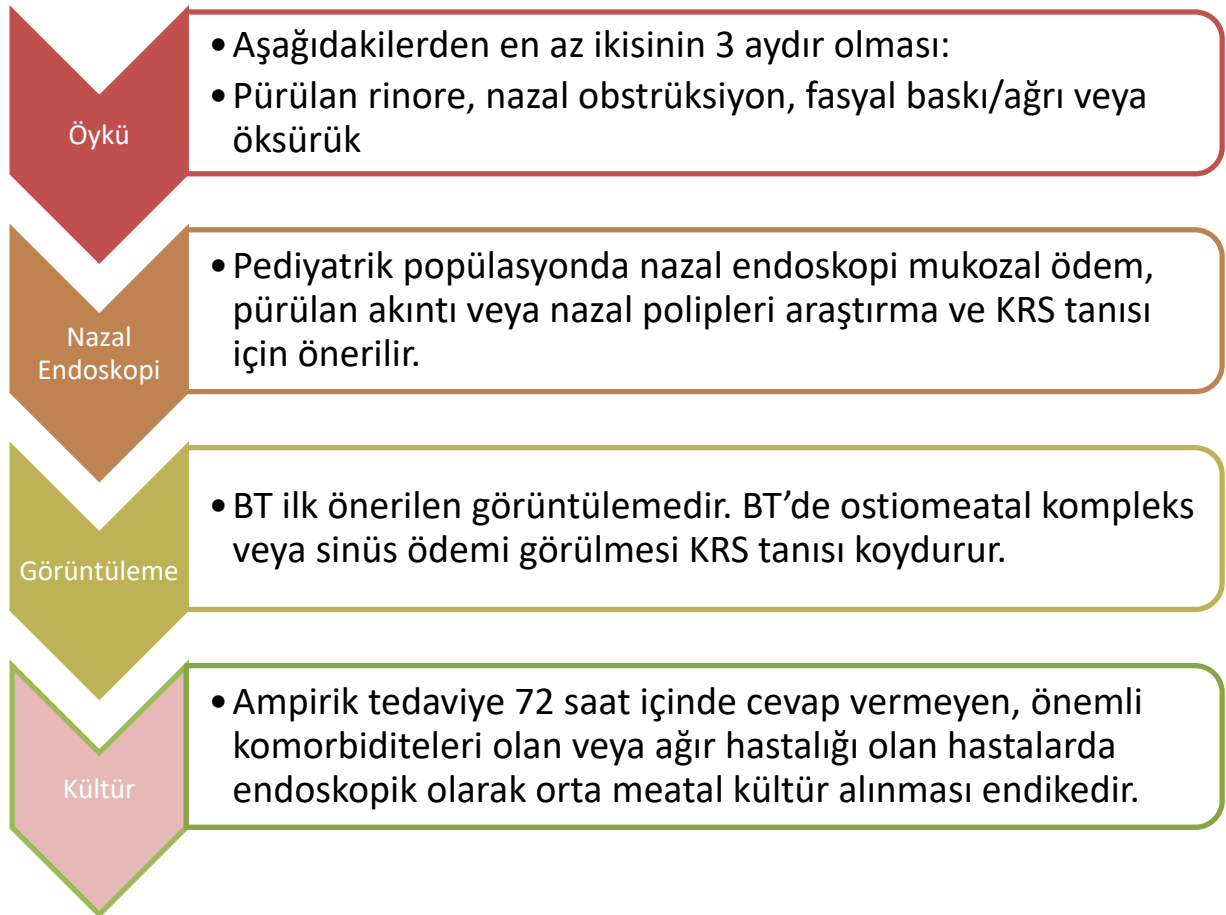 Öykü
•Aşağıdakilerden en az ikisinin 3 aydır olması:
•Pürülan rinore, nazal obstrüksiyon, fasyal baskı/ağrı veya
öksürük
Nazal
Endoskopi
•Pediyatrik popülasyonda nazal endoskopi mukozal ödem,
pürülan akıntı veya nazal polipleri araştırma ve KRS tanısı
için önerilir.
Görüntüleme
•BT ilk önerilen görüntülemedir. BT’de ostiomeatal kompleks
veya sinüs ödemi görülmesi KRS tanısı koydurur.
Kültür
•Ampirik tedaviye 72 saat içinde cevap vermeyen, önemli
komorbiditeleri olan veya ağır hastalığı olan hastalarda
endoskopik olarak orta meatal kültür alınması endikedir.